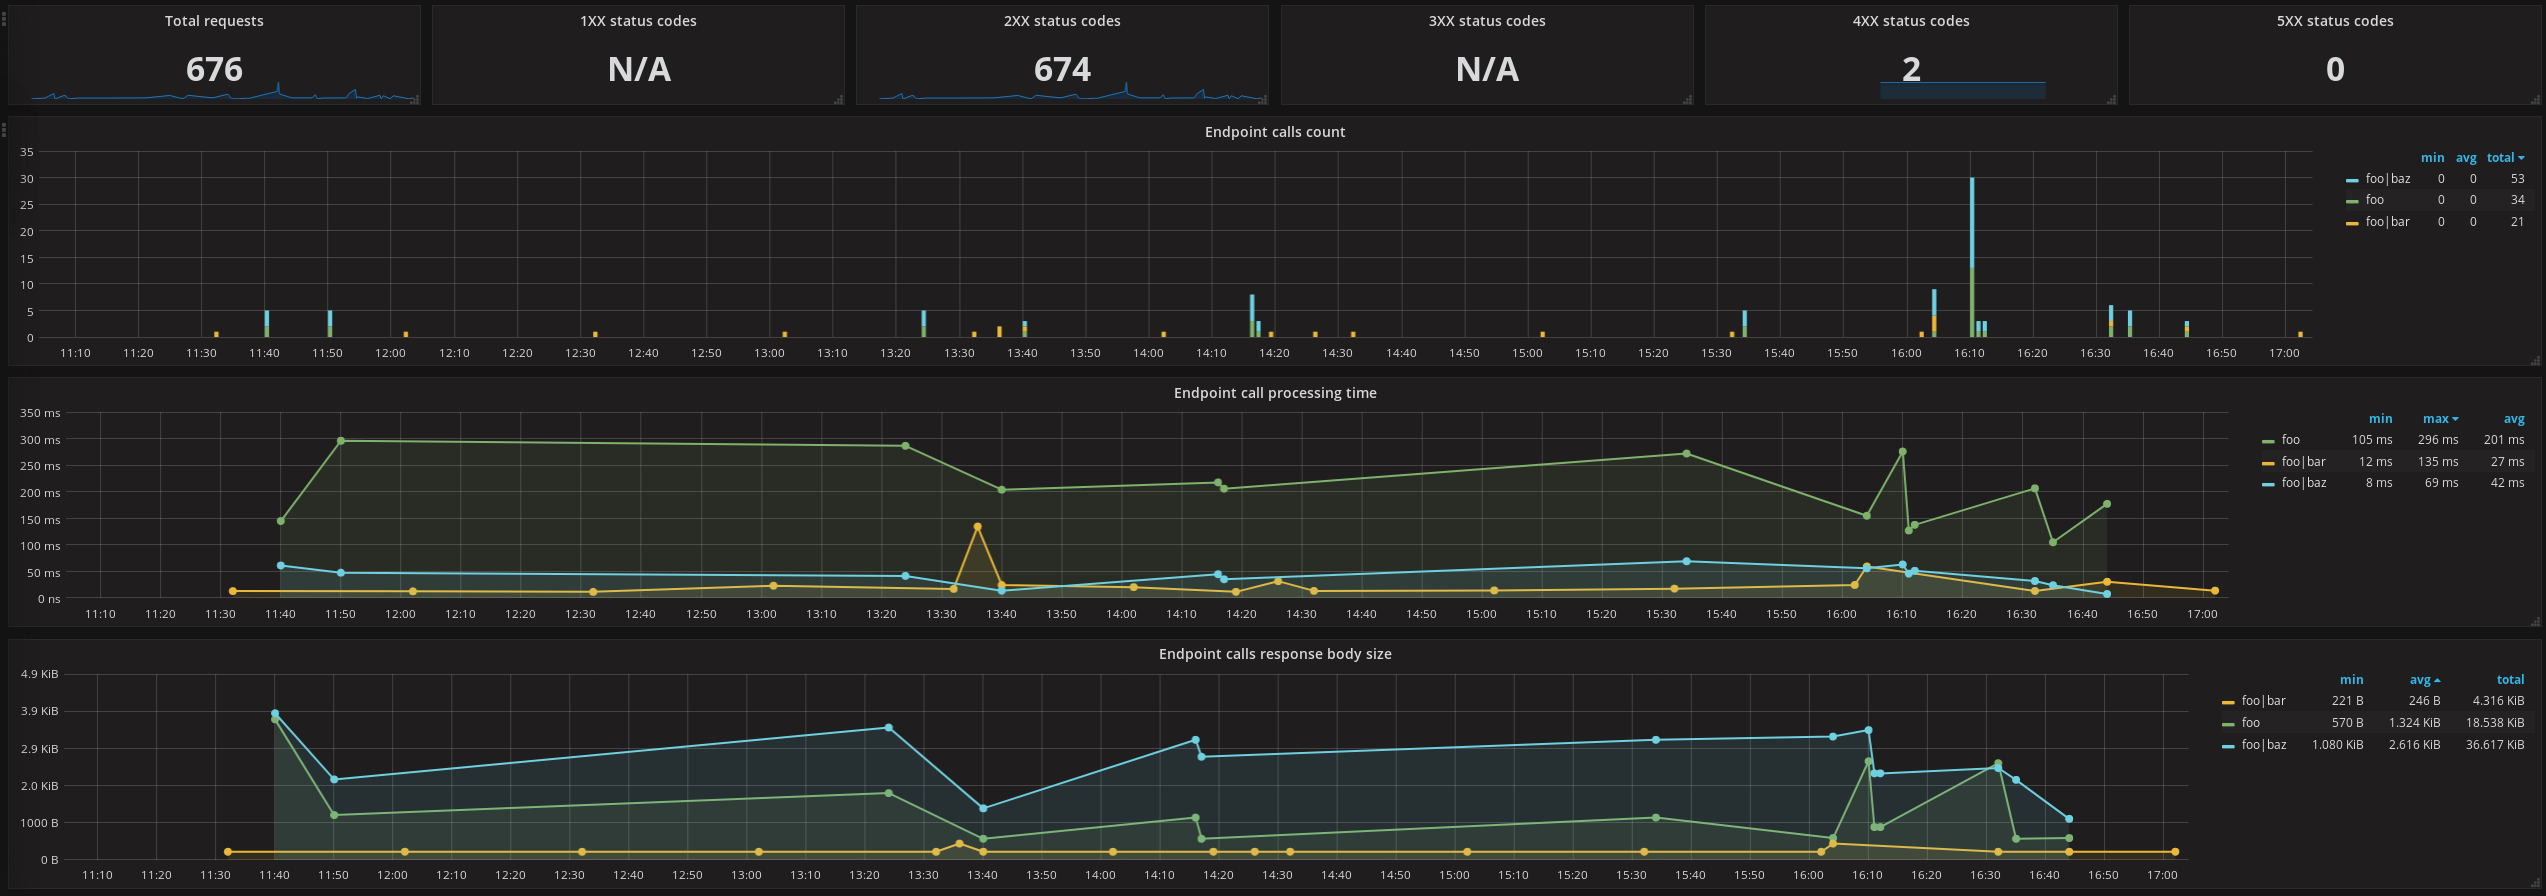 Total requests
676
1XX status codes
N/A
2XX status codes
674
3XX status codes
N/A
4XX status codes
2
5XX status codes
0
Endpoint calls count
35
30
25
20
15
10
5
0
11:10 11:20 11:30 11:40 11:50 12:00 12:10 12:20 12:30 12:40 12:50 13:00 13:10 13:20 13:30 13:40 13:50 14:00 14:10 14:20 14:30 14:40 14:50 15:00 15:10 15:20 15:30 15:40 15:50 16:00 16:10 16:20 16:30 16:40 16:50 17:00
min avg total
foo|baz 0 0 53
foo 0 0 34
foo|bar 0 0 21
Endpoint call processing time
350 ms
300 ms
250 ms
200 ms
150 ms
100 ms
50 ms
0 ns
11:10 11:20 11:30 11:40 11:50 12:00 12:10 12:20 12:30 12:40 12:50 13:00 13:10 13:20 13:30 13:40 13:50 14:00 14:10 14:20 14:30 14:40 14:50 15:00 15:10 15:20 15:30 15:40 15:50 16:00 16:10 16:20 16:30 16:40 16:50 17:00
min max avg
foo 105 ms 296 ms 201 ms
foo|bar 12 ms 135 ms 27 ms
foo|baz 8 ms 69 ms 42 ms
Endpoint calls response body size
4.9 KiB
3.9 KiB
2.9 KiB
2.0 KiB
1000 B
0 B
11:10 11:20 11:30 11:40 11:50 12:00 12:10 12:20 12:30 12:40 12:50 13:00 13:10 13:20 13:30 13:40 13:50 14:00 14:10 14:20 14:30 14:40 14:50 15:00 15:10 15:20 15:30 15:40 15:50 16:00 16:10 16:20 16:30 16:40 16:50 17:00
min avg total
foo|bar 221 B 246 B 4.316 KiB
foo 570 B 1.324 KiB 18.538 KiB
foo|baz 1.080 KiB 2.616 KiB 36.617 KiB